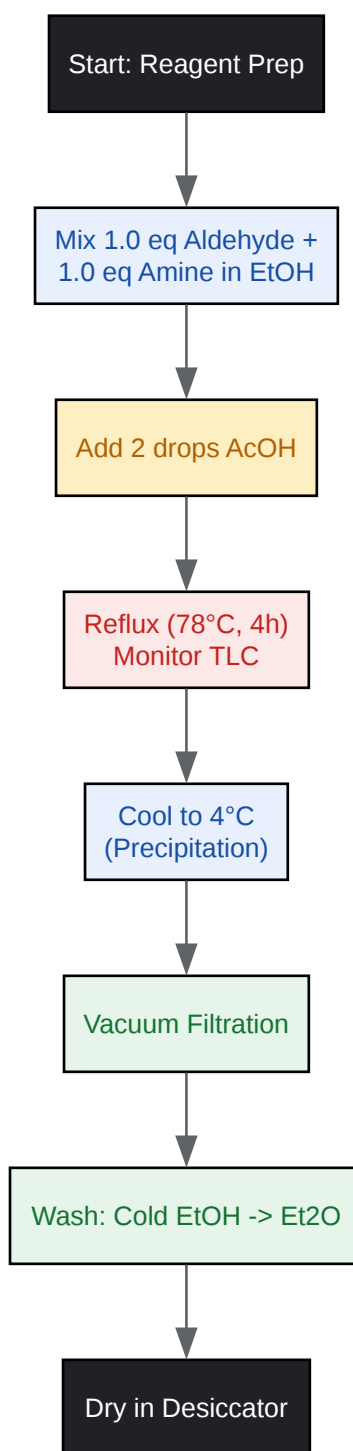 Start: Reagent Prep
Mix 1.0 eq Aldehyde +
1.0 eq Amine in EtOH
Add 2 drops AcOH
Reflux (78°C, 4h)
Monitor TLC
Cool to 4°C
(Precipitation)
Vacuum Filtration
Wash: Cold EtOH -> Et2O
Dry in Desiccator